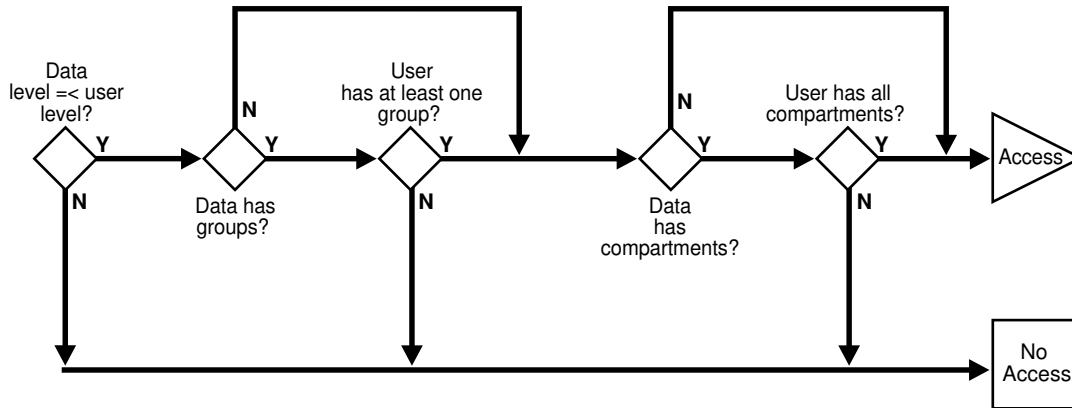 Data
level =< user
level?
Y
N
N
Y
Data has
groups?
User
has at least one
group?
Y
N
N
Y
Data
has
compartments?
User has all
compartments?
Y
N
Access
No
Access